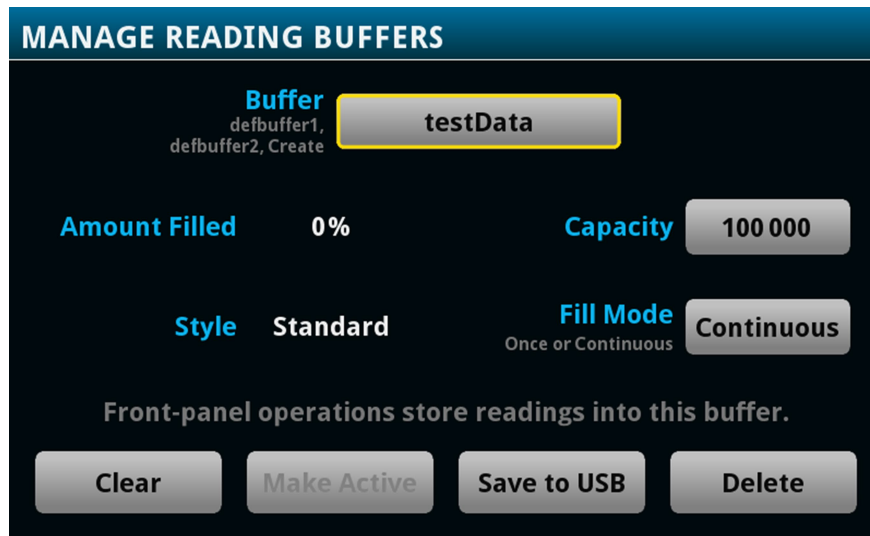 MANAGE READING BUFFERS
Buffer
defbuffer1,
defbuffer2, Create
testData
Amount Filled 0%
Capacity 100 000
Style Standard
Fill Mode
Once or Continuous
Continuous
Front-panel operations store readings into this buffer.
Clear Make Active Save to USB Delete